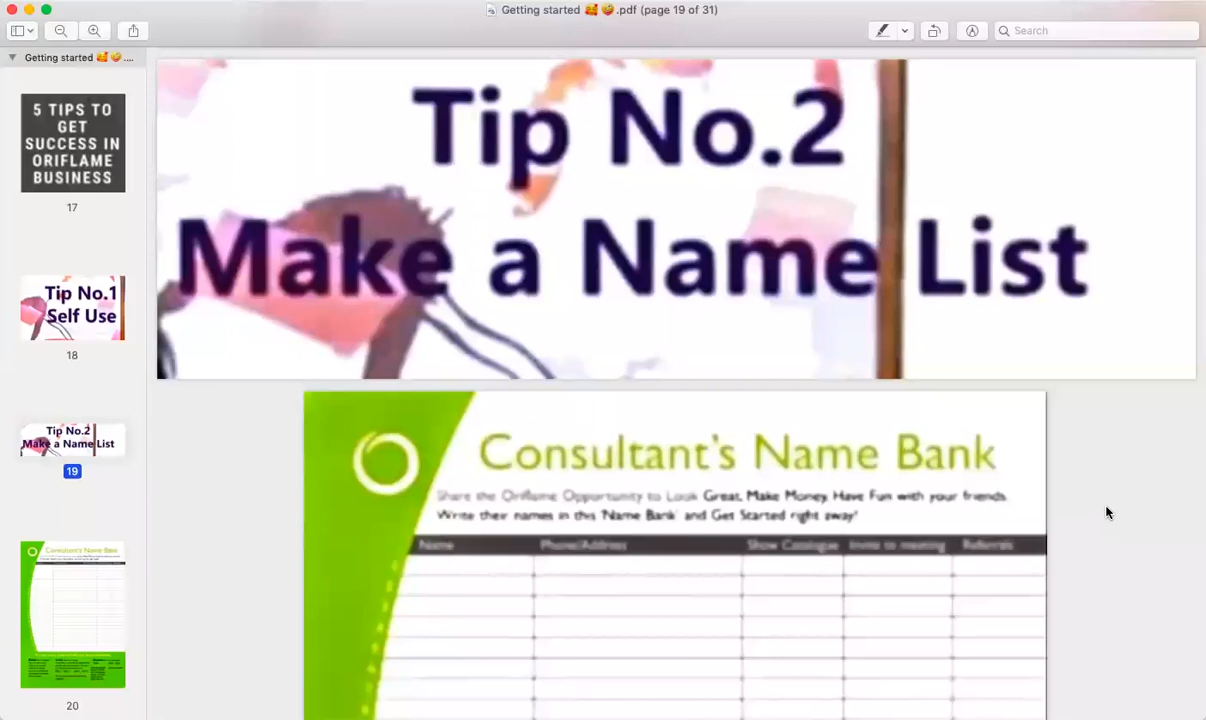 Getting started 🥰 🤣.pdf (page 19 of 31)
Search
Getting started 🥰 🤣 ....
5 TIPS TO
GET
SUCCESS IN
ORIFLAME
BUSINESS
17
Tip No.1
Self Use
18
Tip No.2
Make a Name List
19
Consultant's Name Bank
20
Tip No.2
Make a Name List
Consultant's Name Bank
Share the Oriflame Opportunity to Look Great, Make Money, Have Fun with your friends.
Write their names in this 'Name Bank' and Get Started right away!'
Name Phone/Address Show Catalogue Invite to meeting Referrals